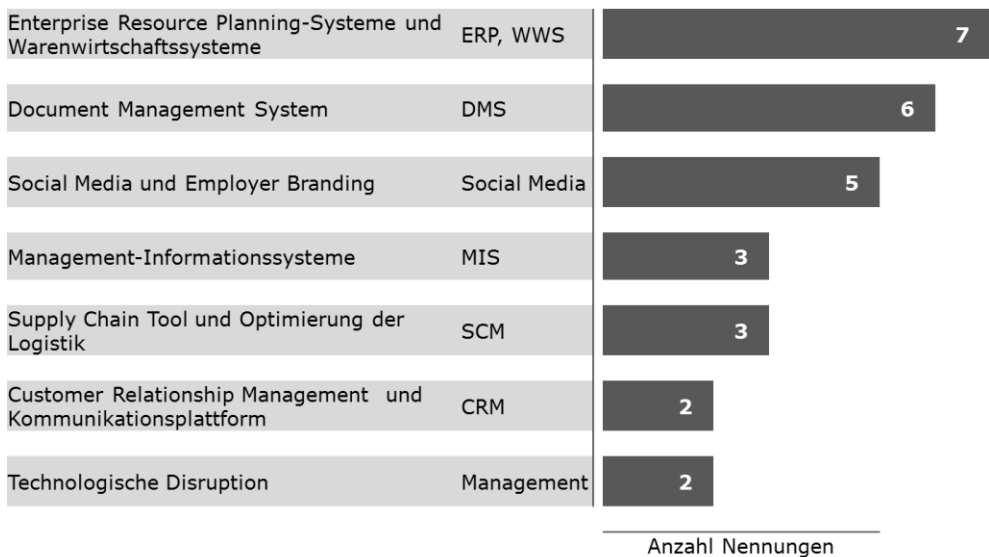 Enterprise Resource Planning-Systeme und
Warenwirtschaftssysteme
ERP, WWS
7
Document Management System
DMS
6
Social Media und Employer Branding
Social Media
5
Management-Informationssysteme
MIS
3
Supply Chain Tool und Optimierung der
Logistik
SCM
3
Customer Relationship Management und
Kommunikationsplattform
CRM
2
Technologische Disruption
Management
2
Anzahl Nennungen